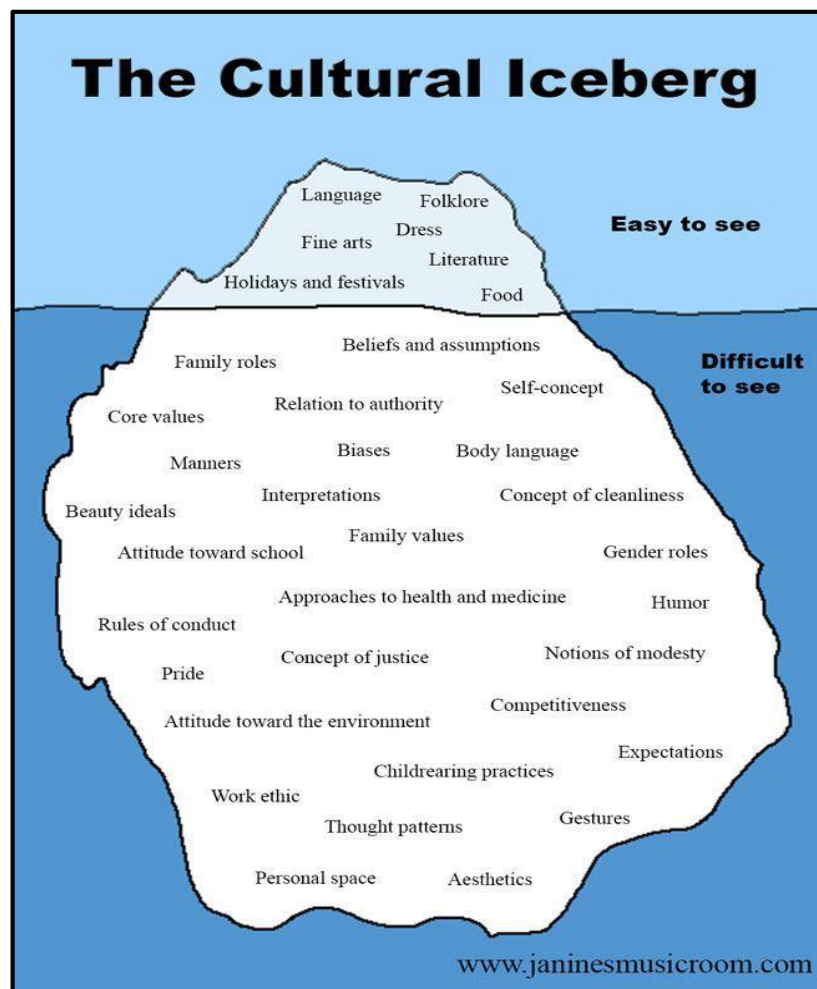 The Cultural Iceberg
Language
Folklore
Dress
Fine arts
Literature
Holidays and festivals
Food
Easy to see
Beliefs and assumptions
Family roles
Difficult
to see
Self-concept
Relation to authority
Core values
Biases
Body language
Manners
Interpretations
Concept of cleanliness
Beauty ideals
Family values
Attitude toward school
Gender roles
Approaches to health and medicine
Humor
Rules of conduct
Concept of justice
Notions of modesty
Pride
Competitiveness
Attitude toward the environment
Expectations
Childrearing practices
Work ethic
Gestures
Thought patterns
Personal space
Aesthetics
www.janinesmusicroom.com